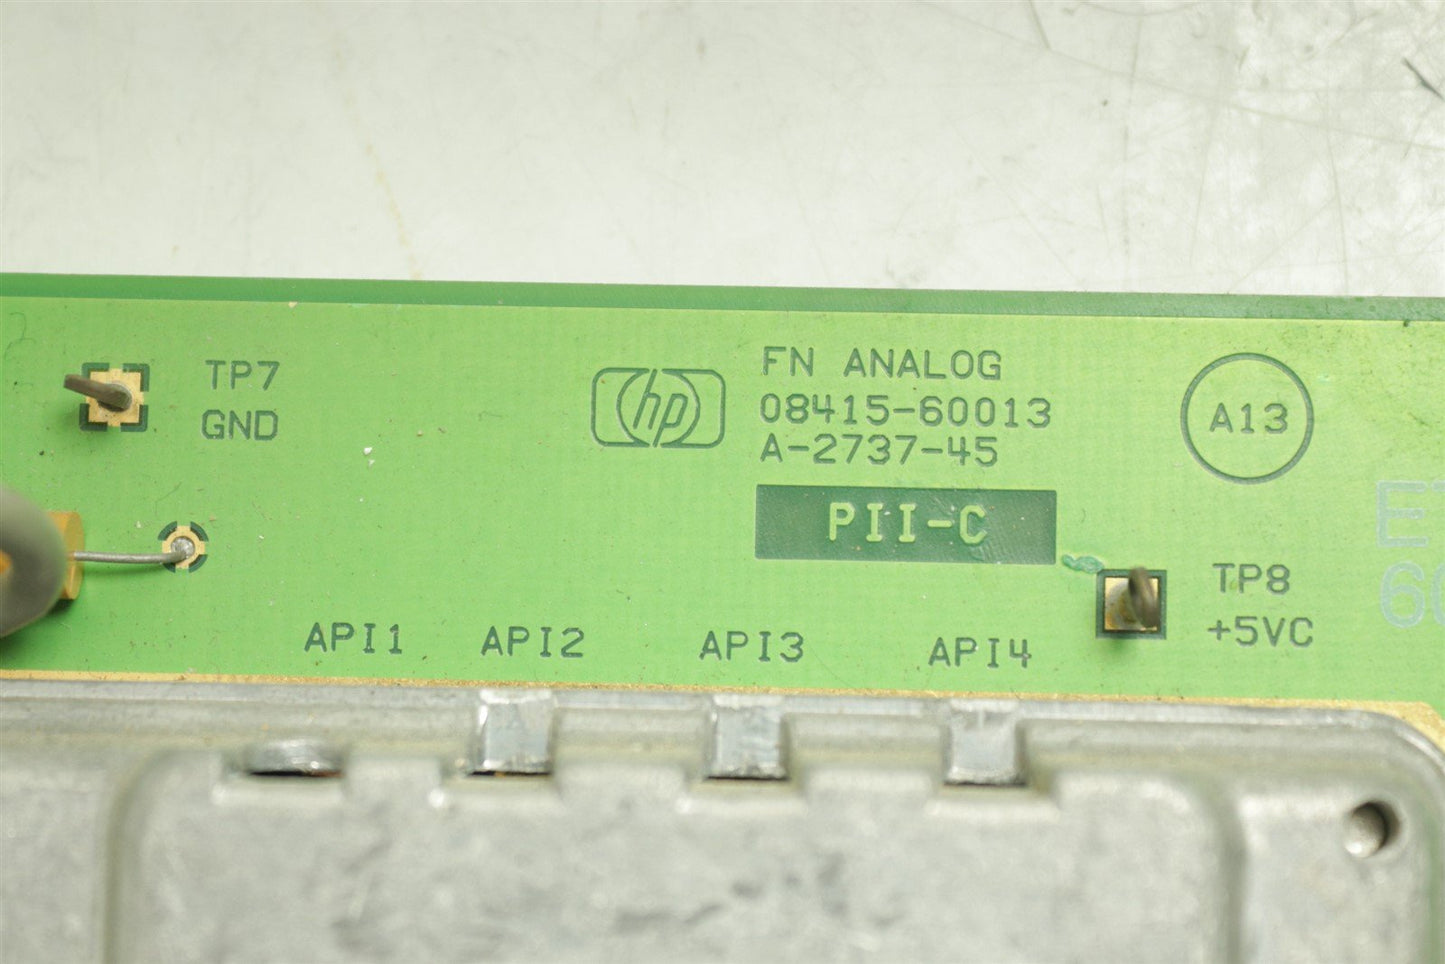 TP7
GND
hp
FN ANALOG
08415-60013
A-2737-45
PII-C
A13
TP8
+5VC
API1 API2 API3 API4